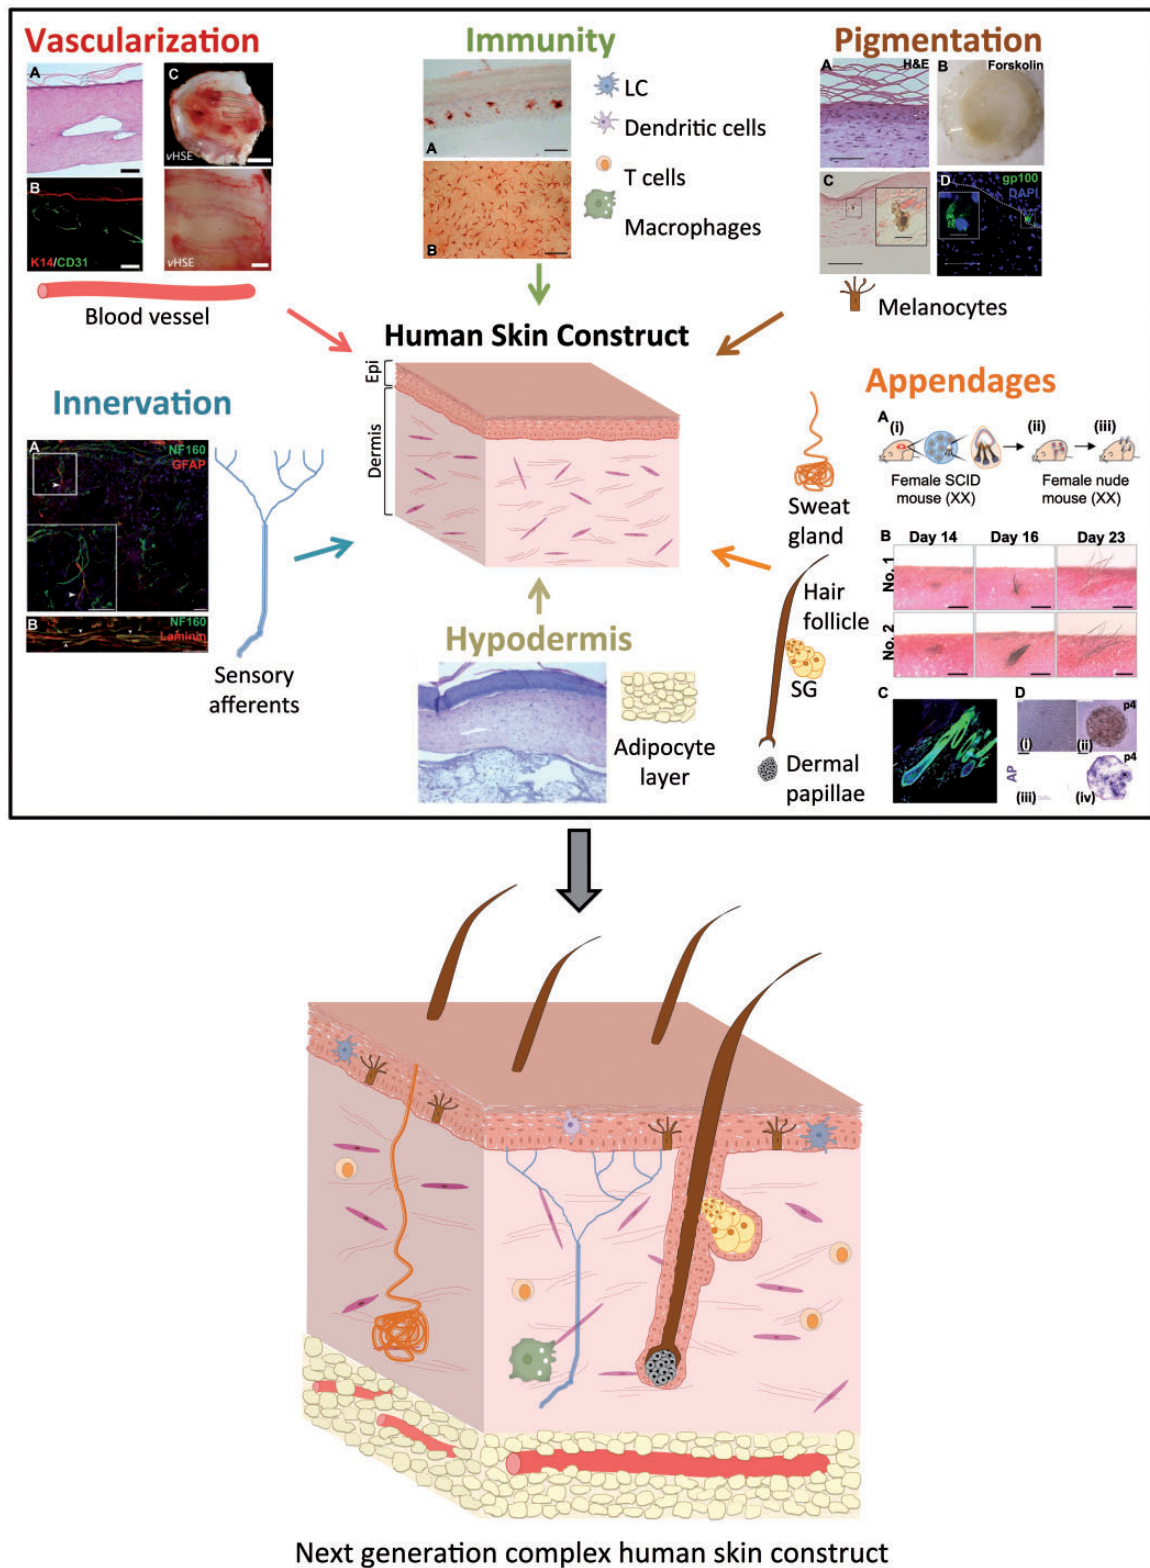 Vascularization
A
C
vHSE
B
K14/CD31
vHSE
Blood vessel
Immunity
A
B
LC
Dendritic cells
T cells
Macrophages
Pigmentation
A
H&E
B
Forskolin
C
D
gp100
DAPI
Melanocytes
Human Skin Construct
Epi
Dermis
Innervation
A
NF160
GFAP
B
NF160
Laminin
Sensory
afferents
Hypodermis
Adipocyte
layer
Appendages
Sweat
gland
Hair
follicle
SG
Dermal
papillae
A
(i)
(ii)
(iii)
Female SCID
mouse (XX)
Female nude
mouse (XX)
B
Day 14
Day 16
Day 23
No. 1
No. 2
C
D
p4
(i)
(ii)
AP
p4
(iii)
(iv)
Next generation complex human skin construct